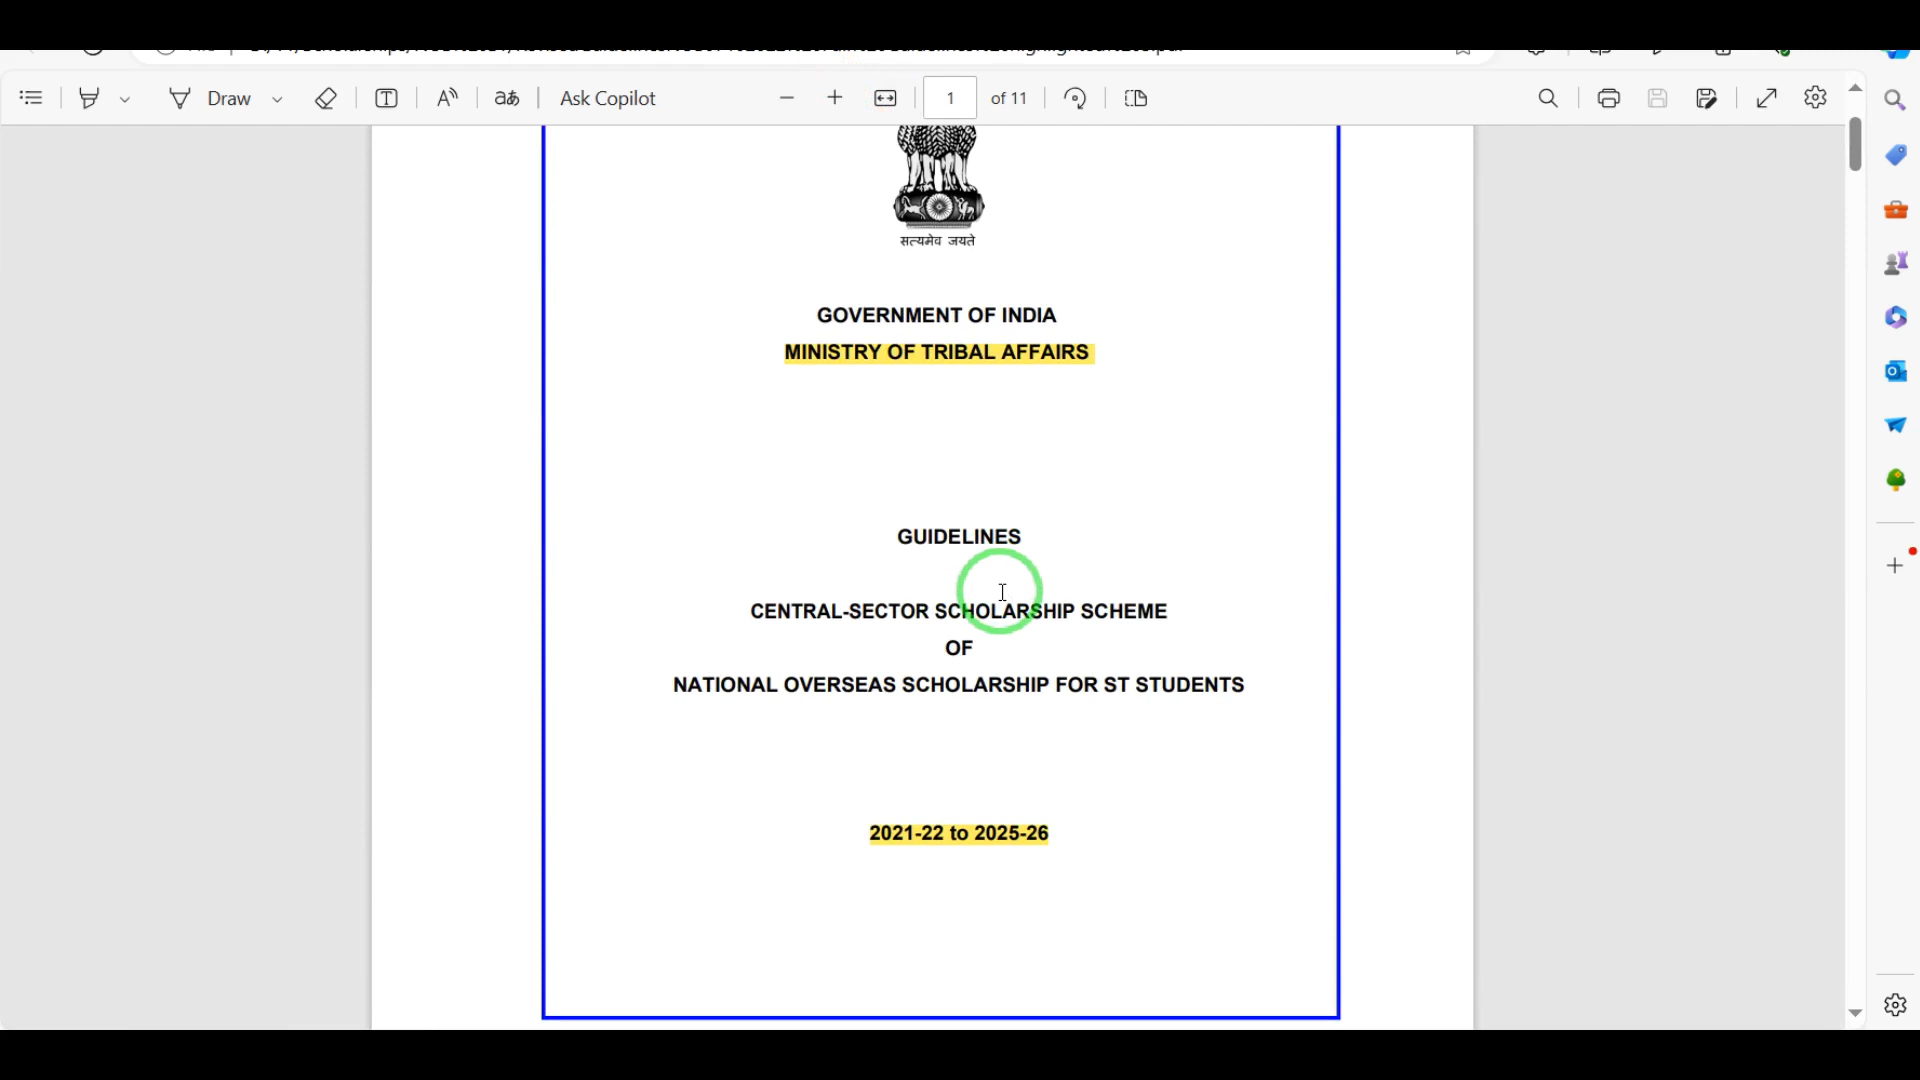 Draw
Ask Copilot
1 of 11
सत्यमेव जयते
GOVERNMENT OF INDIA
MINISTRY OF TRIBAL AFFAIRS
GUIDELINES
CENTRAL-SECTOR SCHOLARSHIP SCHEME
OF
NATIONAL OVERSEAS SCHOLARSHIP FOR ST STUDENTS
2021-22 to 2025-26